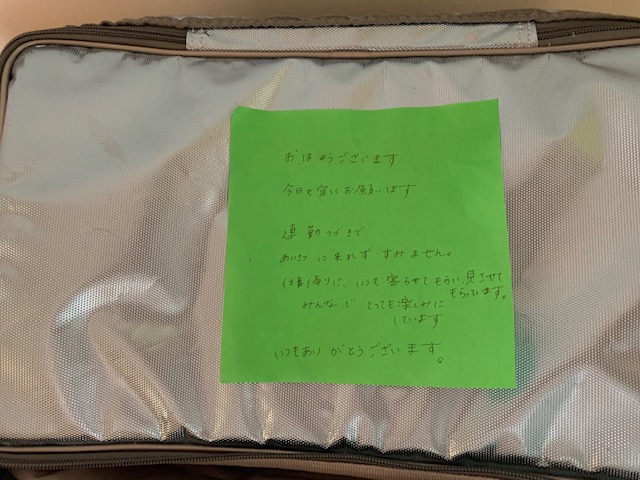 おはようございます
今日も宜しくお願いします
連勤つづきで
あいさつに来れず すみません。
仕事帰りに、いつも寄らせてもらい、見させて
もらっています。
みんなで とっても楽しみに
しています
いつもありがとうございます。